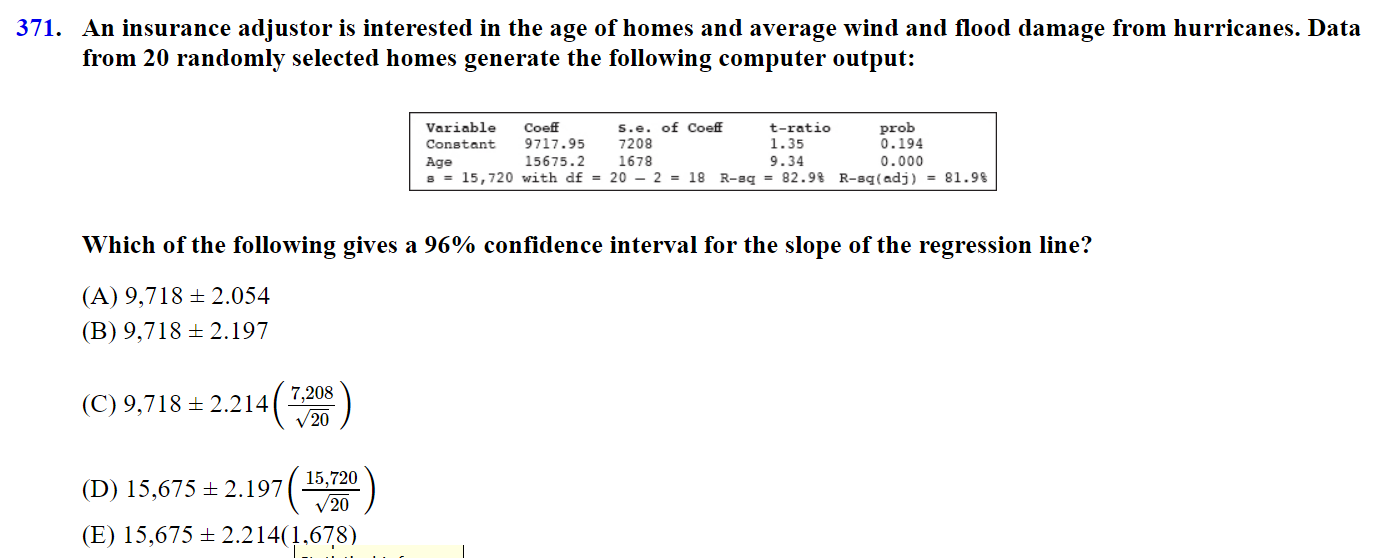 371. An insurance adjustor is interested in the age of homes and average wind and flood damage from hurricanes. Data
from 20 randomly selected homes generate the following computer output:
Variable Coeff s.e. of Coeff t-ratio prob
Constant 9717.95 7208 1.35 0.194
Age 15675.2 1678 9.34 0.000
s = 15,720 with df = 20 – 2 = 18 R-sq = 82.9% R-sq(adj) = 81.9%
Which of the following gives a 96% confidence interval for the slope of the regression line?
(A) 9,718 ± 2.054
(B) 9,718 ± 2.197
(C) 9,718 ± 2.214(7,208/√20)
(D) 15,675 ± 2.197(15,720/√20)
(E) 15,675 ± 2.214(1,678)